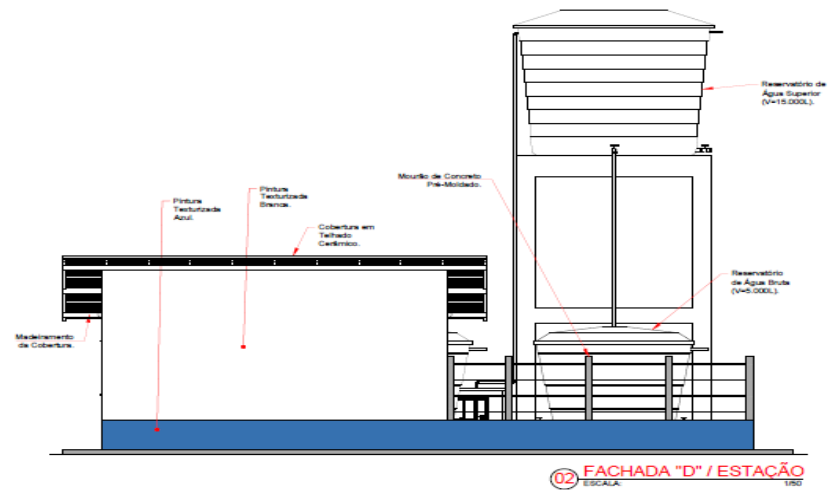 Reservatório de
Água Superior
(V=15.000L).
Mourão de Concreto
Pré-Moldado.
Pintura
Texturizada
Azul.
Pintura
Texturizada
Branca.
Cobertura em
Telhado
Cerâmico.
Reservatório
de Água Bruta
(V=5.000L).
Madeiramento
da Cobertura.
02
FACHADA "D" / ESTAÇÃO
ESCALA: 1/50